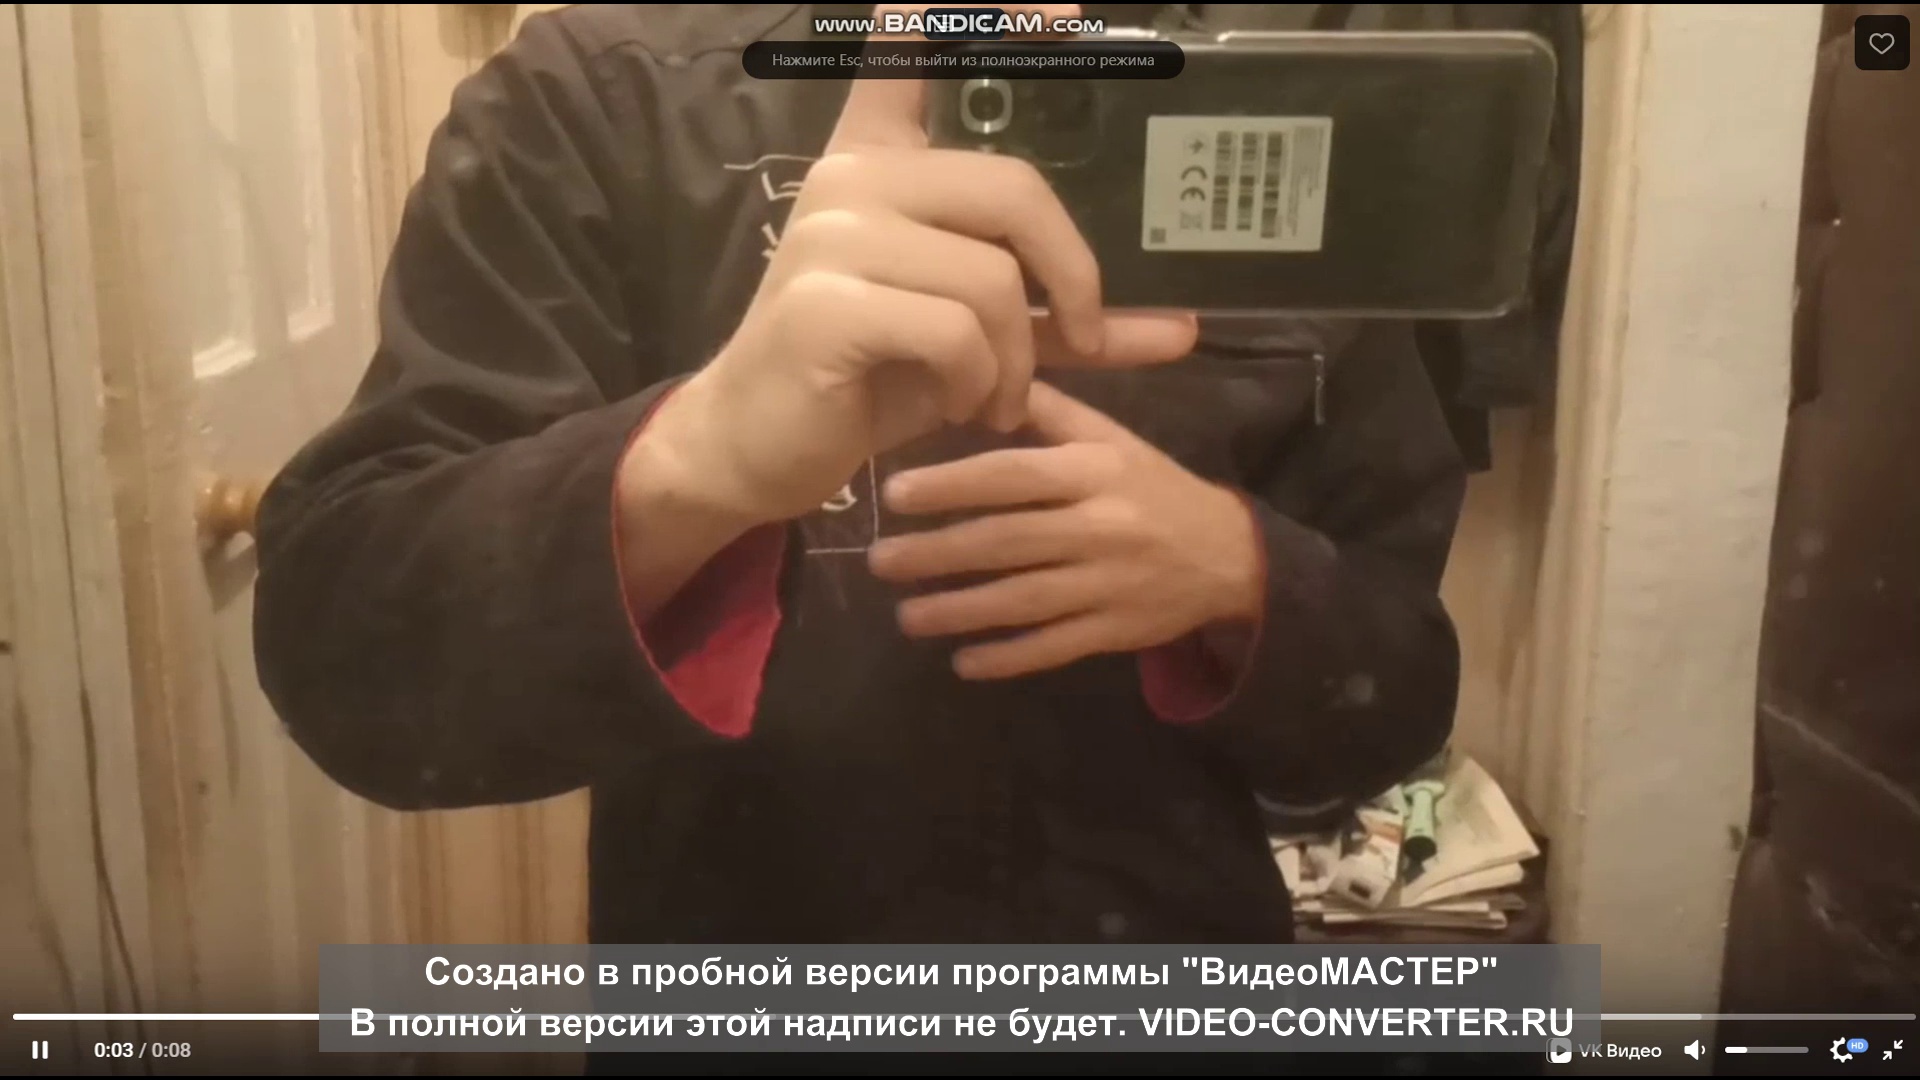 www.BANDICAM.com
Нажмите Esc, чтобы выйти из полноэкранного режима
CE
Создано в пробной версии программы "ВидеоМАСТЕР"
В полной версии этой надписи не будет. VIDEO-CONVERTER.RU
0:03 / 0:08
VK Видео
HD